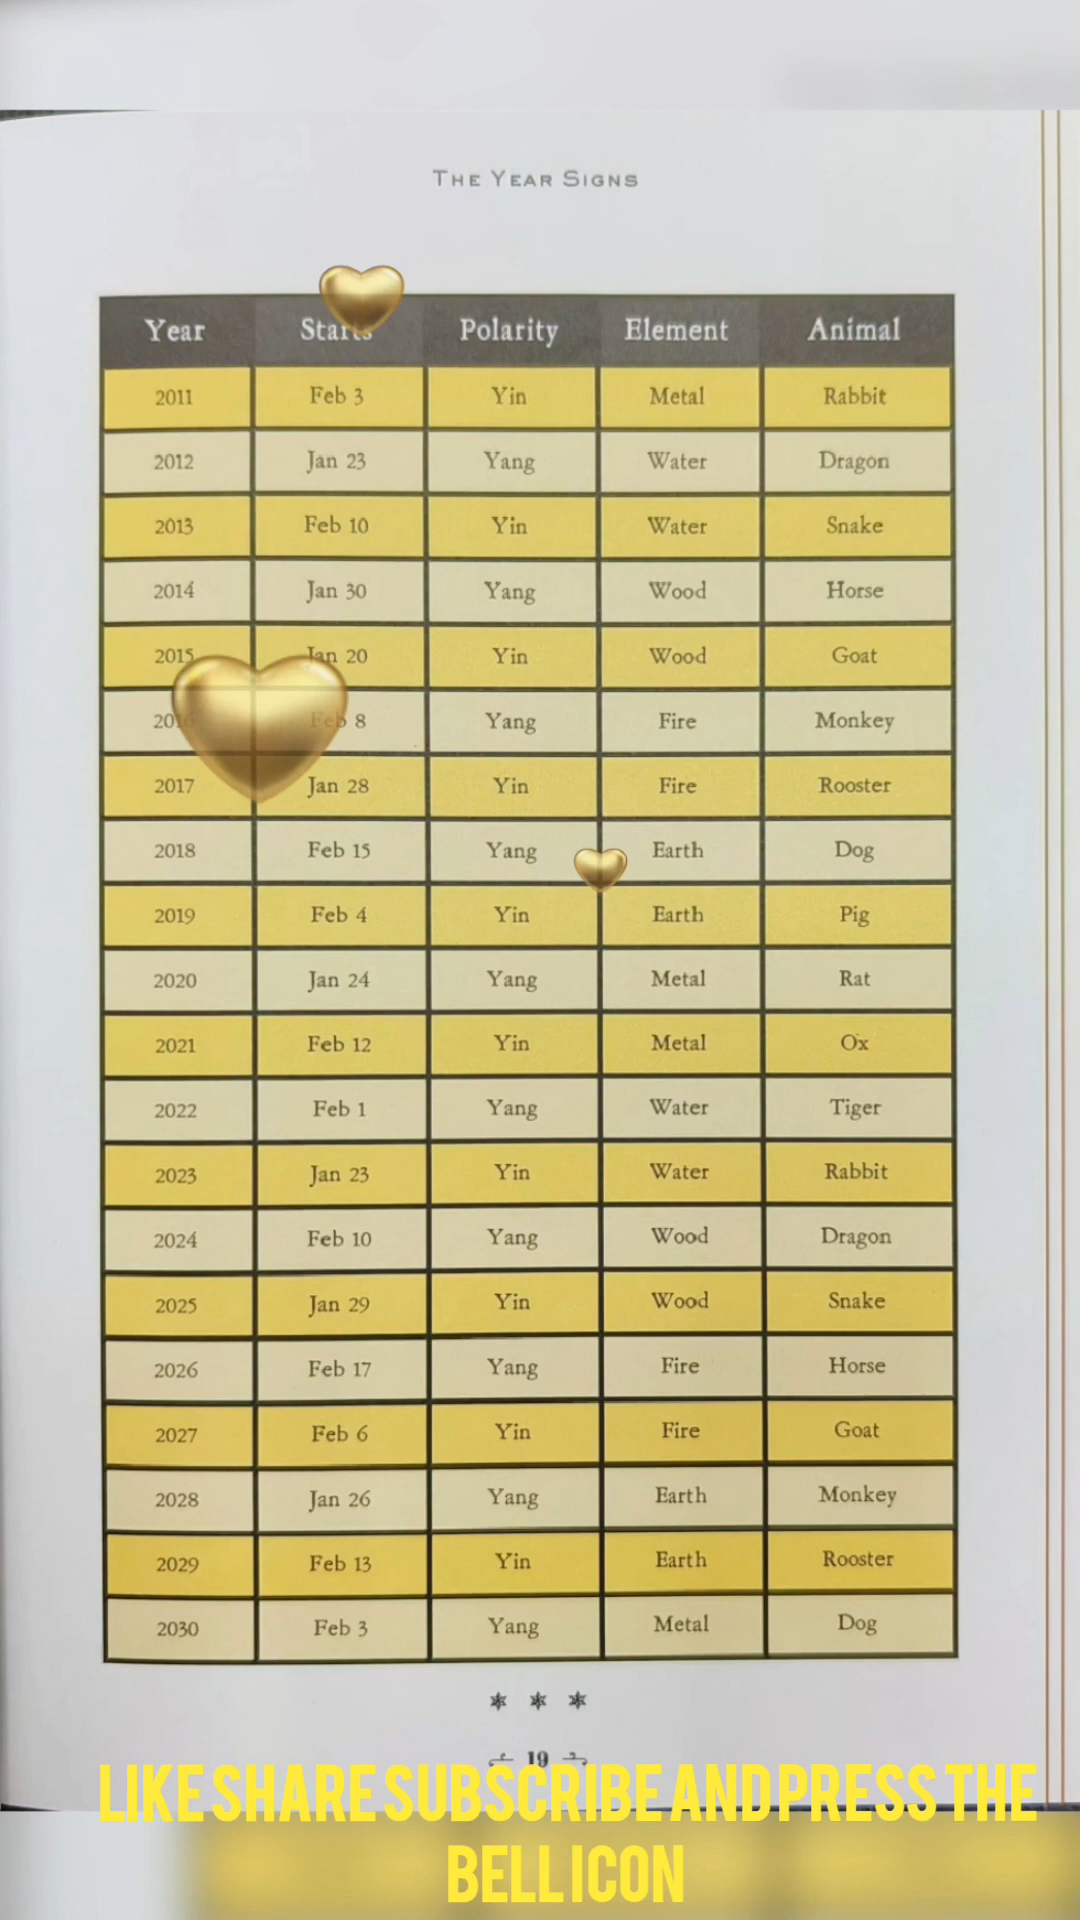 THE YEAR SIGNS
Year Starts Polarity Element Animal
2011 Feb 3 Yin Metal Rabbit
2012 Jan 23 Yang Water Dragon
2013 Feb 10 Yin Water Snake
2014 Jan 30 Yang Wood Horse
2015 Jan 20 Yin Wood Goat
2016 Feb 8 Yang Fire Monkey
2017 Jan 28 Yin Fire Rooster
2018 Feb 15 Yang Earth Dog
2019 Feb 4 Yin Earth Pig
2020 Jan 24 Yang Metal Rat
2021 Feb 12 Yin Metal Ox
2022 Feb 1 Yang Water Tiger
2023 Jan 23 Yin Water Rabbit
2024 Feb 10 Yang Wood Dragon
2025 Jan 29 Yin Wood Snake
2026 Feb 17 Yang Fire Horse
2027 Feb 6 Yin Fire Goat
2028 Jan 26 Yang Earth Monkey
2029 Feb 13 Yin Earth Rooster
2030 Feb 3 Yang Metal Dog
19
LIKE SHARE SUBSCRIBE AND PRESS THE
BELL ICON